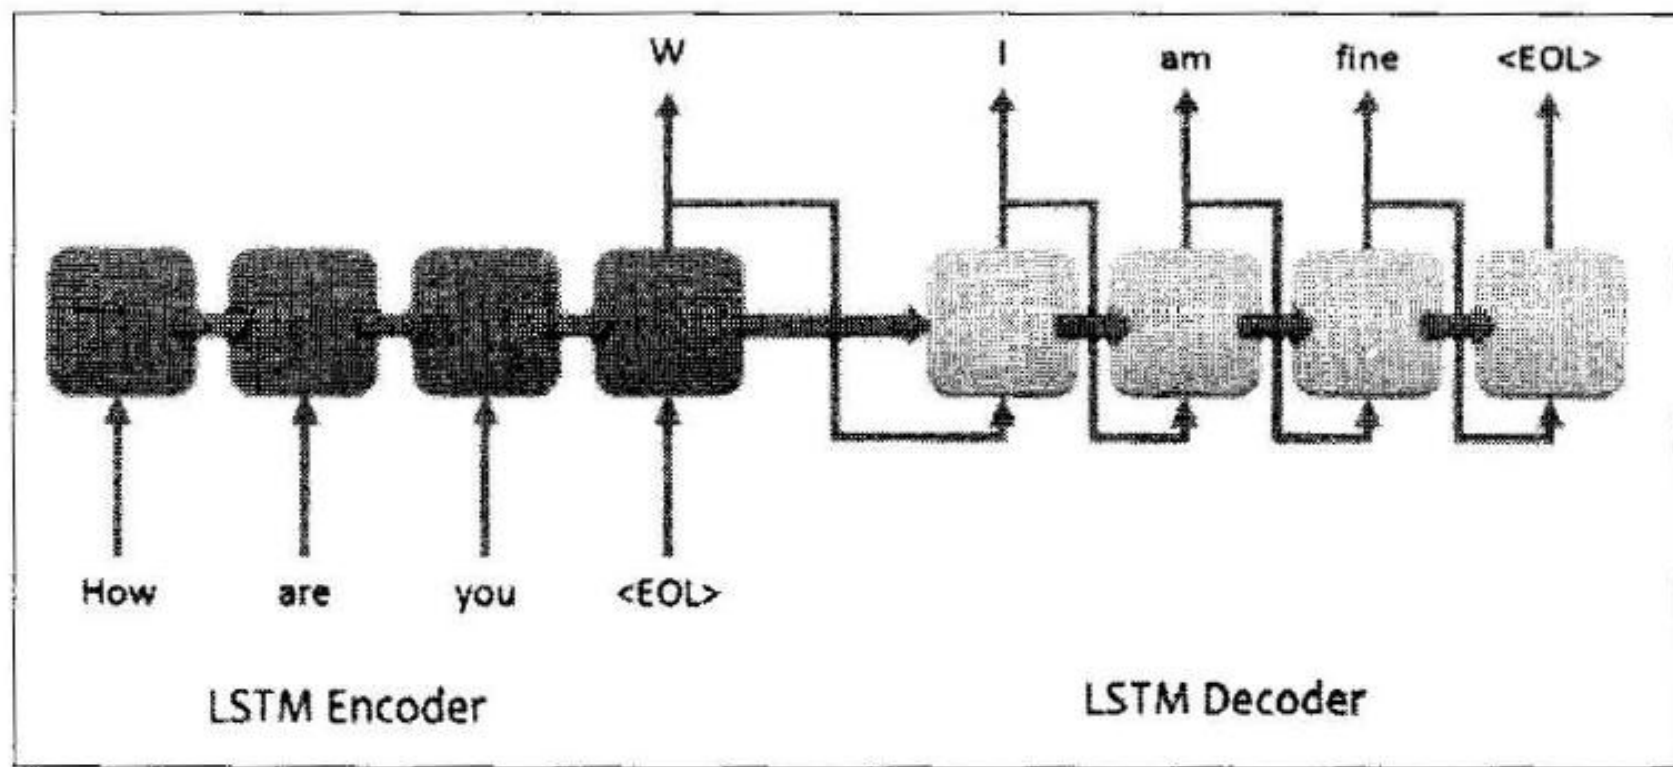 W I am fine <EOL>
How are you <EOL>
LSTM Encoder LSTM Decoder